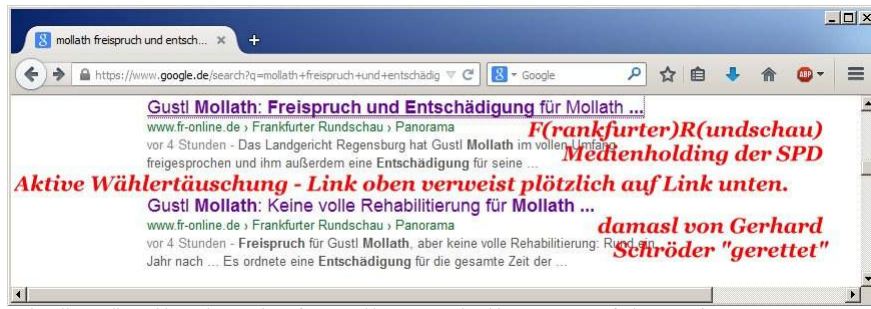 mollath freispruch und entsch...
https://www.google.de/search?q=mollath+freispruch+und+entschädig
Google
ABP
Gustl Mollath: Freispruch und Entschädigung für Mollath ...
www.fr-online.de › Frankfurter Rundschau › Panorama
F(rankfurter)R(undschau)
vor 4 Stunden - Das Landgericht Regensburg hat Gustl Mollath im vollen Umfang
Medienholding der SPD
freigesprochen und ihm außerdem eine Entschädigung für seine ...
Aktive Wählertäuschung - Link oben verweist plötzlich auf Link unten.
Gustl Mollath: Keine volle Rehabilitierung für Mollath ...
www.fr-online.de › Frankfurter Rundschau › Panorama
damasl von Gerhard
vor 4 Stunden - Freispruch für Gustl Mollath, aber keine volle Rehabilitierung: Rund ein
Schröder "gerettet"
Jahr nach ... Es ordnete eine Entschädigung für die gesamte Zeit der ...